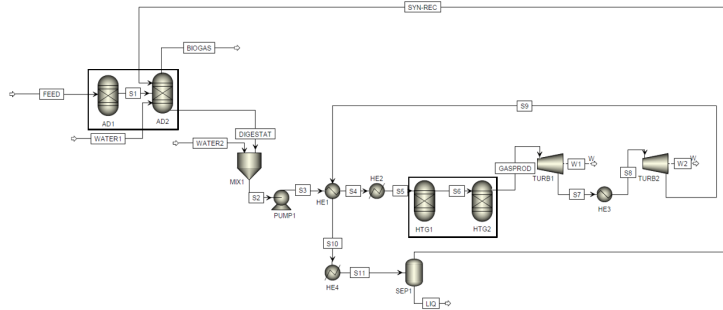 SYN-REC
BIOGAS
FEED
S1
AD1
AD2
WATER1
WATER2
DIGESTAT
MIX1
S2
PUMP1
S3
HE1
S4
HE2
S5
HTG1
S6
HTG2
GASPROD
TURB1
W1
W
S7
HE3
S8
TURB2
W2
W
S9
S10
HE4
S11
SEP1
LIQ